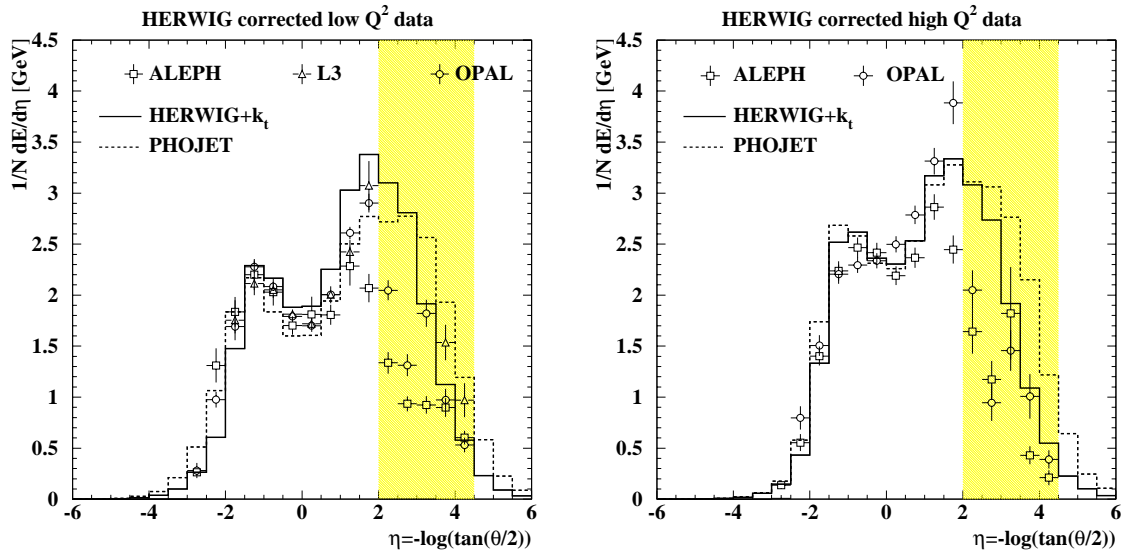 HERWIG corrected low Q² data
1/N dE/dη [GeV]
4.5
4
3.5
3
2.5
2
1.5
1
0.5
0
ALEPH L3 OPAL
HERWIG+kₜ
PHOJET
-6 -4 -2 0 2 4 6
η=-log(tan(θ/2))
HERWIG corrected high Q² data
1/N dE/dη [GeV]
4.5
4
3.5
3
2.5
2
1.5
1
0.5
0
ALEPH OPAL
HERWIG+kₜ
PHOJET
-6 -4 -2 0 2 4 6
η=-log(tan(θ/2))